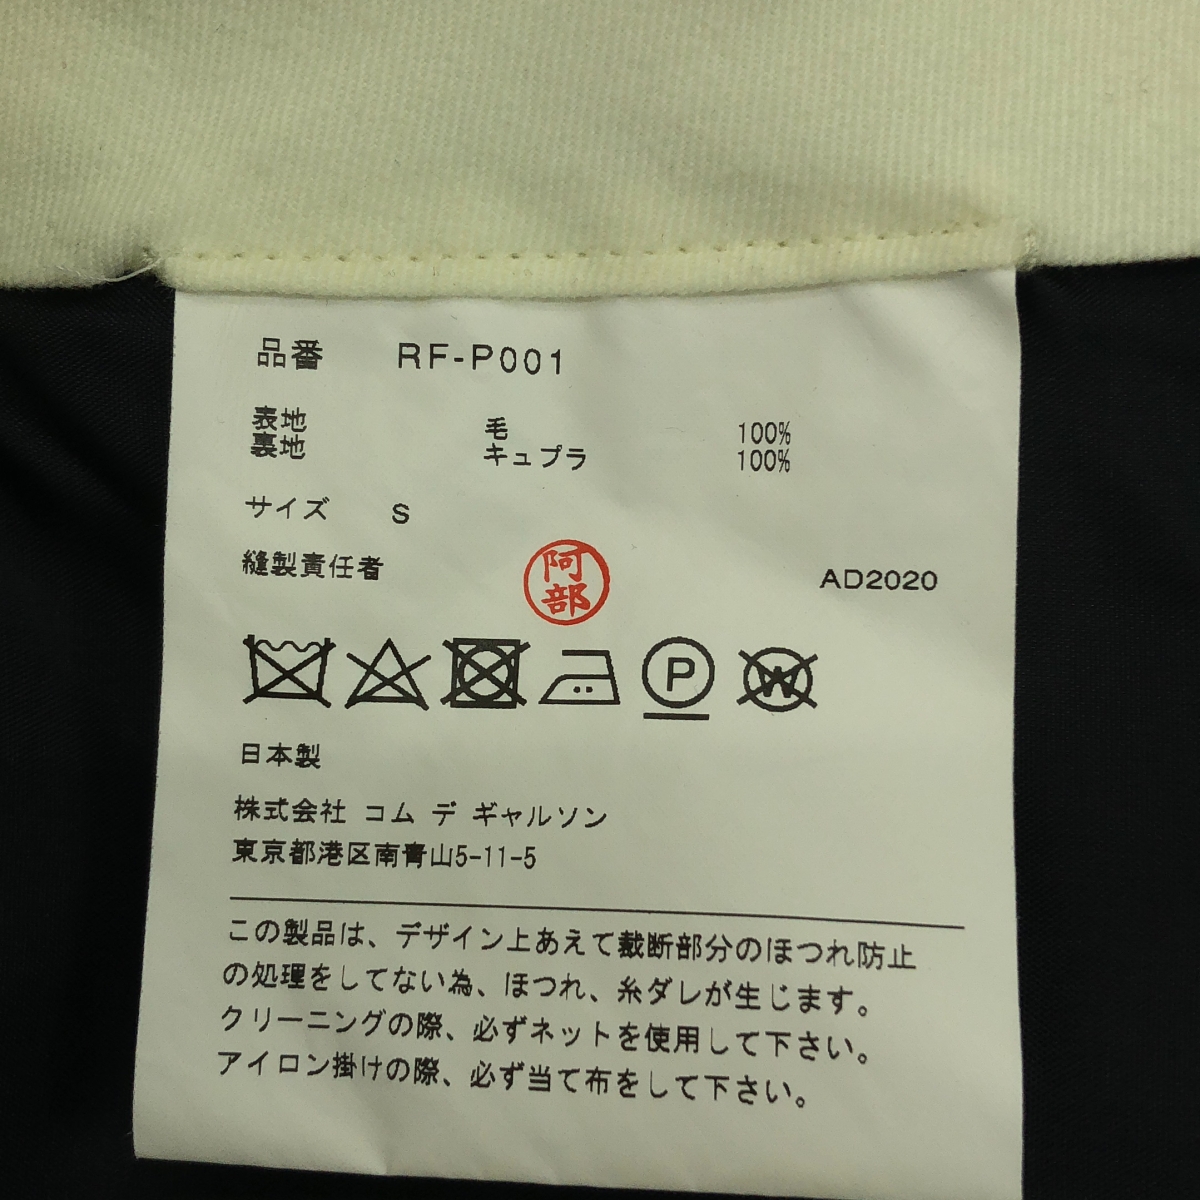 品番 RF-P001
表地 毛 100%
裏地 キュプラ 100%
サイズ S
縫製責任者 阿部 AD2020
P W
日本製
株式会社 コム デ ギャルソン
東京都港区南青山5-11-5
この製品は、デザイン上あえて裁断部分のほつれ防止
の処理をしてない為、ほつれ、糸ダレが生じます。
クリーニングの際、必ずネットを使用して下さい。
アイロン掛けの際、必ず当て布をして下さい。